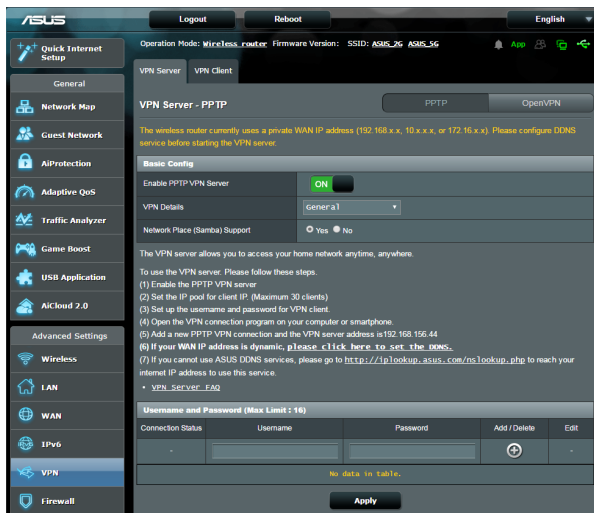 ASUS
Logout
Reboot
English
Quick Internet
Setup
Operation Mode: Wireless router Firmware Version: SSID: ASUS_2G ASUS_5G
App
General
Network Map
Guest Network
AiProtection
Adaptive QoS
Traffic Analyzer
Game Boost
USB Application
AiCloud 2.0
Advanced Settings
Wireless
LAN
WAN
IPv6
VPN
Firewall
VPN Server
VPN Client
VPN Server - PPTP
PPTP
OpenVPN
The wireless router currently uses a private WAN IP address (192.168.x.x, 10.x.x.x, or 172.16.x.x). Please configure DDNS
service before starting the VPN server.
Basic Config
Enable PPTP VPN Server
ON
VPN Details
General
Network Place (Samba) Support
Yes No
The VPN server allows you to access your home network anytime, anywhere.
To use the VPN server. Please follow these steps.
(1) Enable the PPTP VPN server
(2) Set the IP pool for client IP. (Maximum 30 clients)
(3) Set up the username and password for VPN client.
(4) Open the VPN connection program on your computer or smartphone.
(5) Add a new PPTP VPN connection and the VPN server address is192.168.156.44
(6) If your WAN IP address is dynamic, please click here to set the DDNS.
(7) If you cannot use ASUS DDNS services, please go to http://iplookup.asus.com/nslookup.php to reach your
internet IP address to use this service.
• VPN Server FAQ
Username and Password (Max Limit : 16)
Connection Status Username Password Add / Delete Edit
- -
No data in table.
Apply